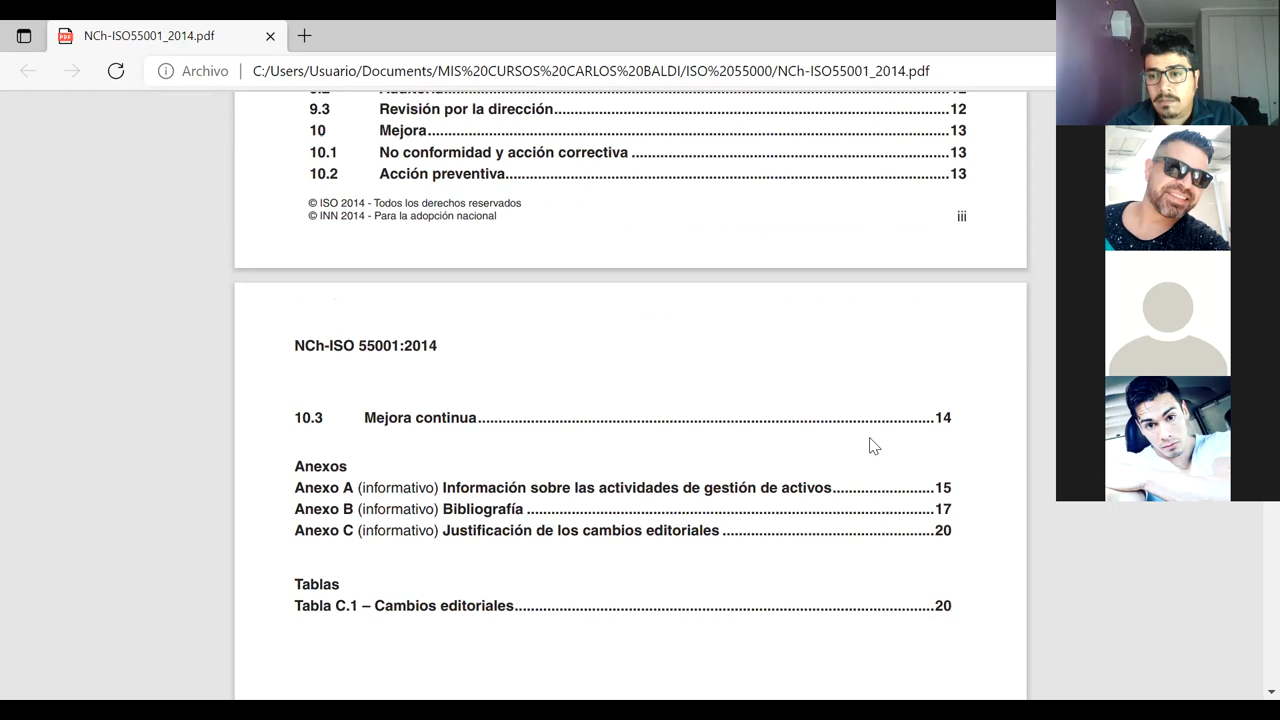 NCh-ISO55001_2014.pdf
Archivo | C:/Users/Usuario/Documents/MIS%20CURSOS%20CARLOS%20BALDI/ISO%2055000/NCh-ISO55001_2014.pdf
9.3 Revisión por la dirección 12
10 Mejora 13
10.1 No conformidad y acción correctiva 13
10.2 Acción preventiva 13
© ISO 2014 - Todos los derechos reservados
© INN 2014 - Para la adopción nacional iii
NCh-ISO 55001:2014
10.3 Mejora continua 14
Anexos
Anexo A (informativo) Información sobre las actividades de gestión de activos 15
Anexo B (informativo) Bibliografía 17
Anexo C (informativo) Justificación de los cambios editoriales 20
Tablas
Tabla C.1 – Cambios editoriales 20